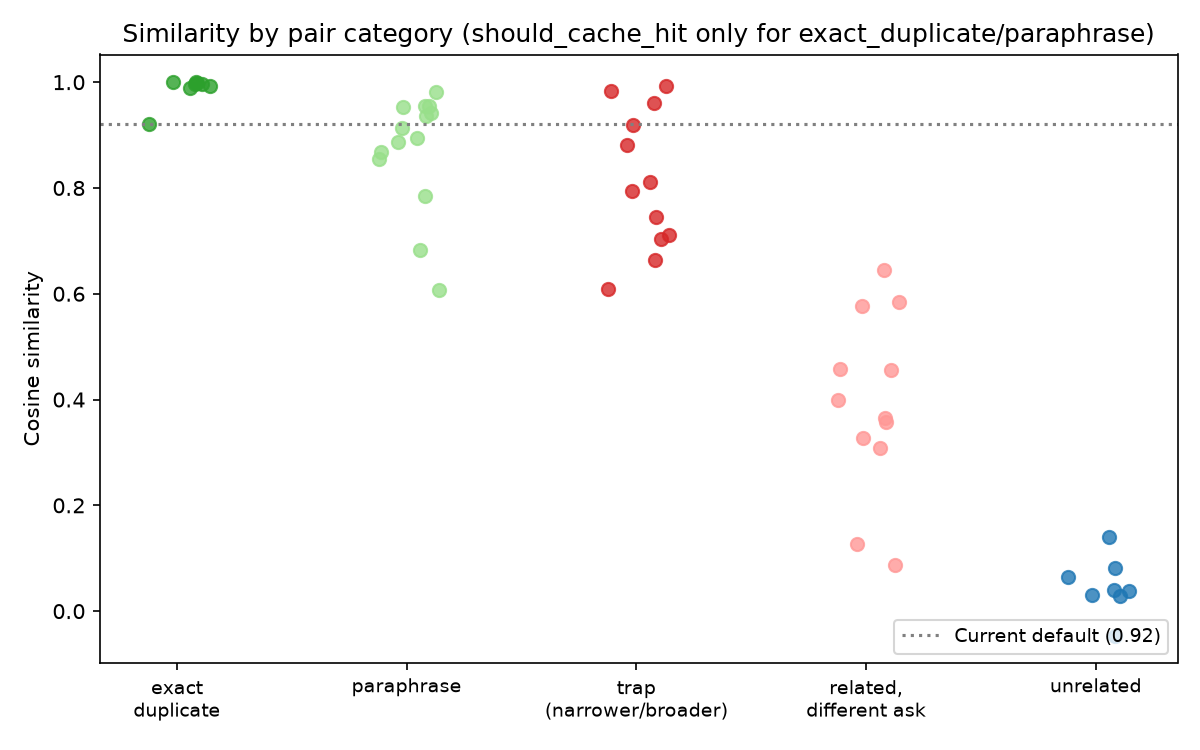 Similarity by pair category (should_cache_hit only for exact_duplicate/paraphrase)
Cosine similarity
1.0
0.8
0.6
0.4
0.2
0.0
Current default (0.92)
exact
duplicate
paraphrase
trap
(narrower/broader)
related,
different ask
unrelated